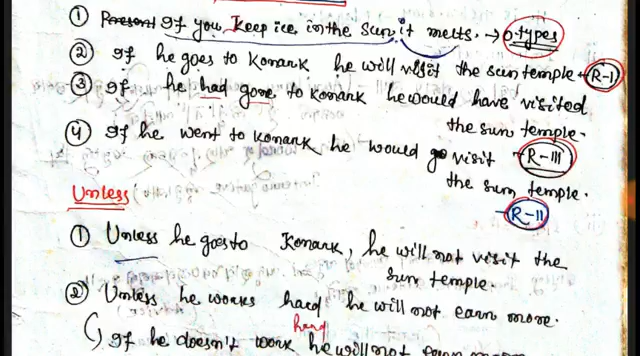 ① Present If you keep ice in the sun it melts. → 0 types
② If he goes to Konark he will visit the sun temple → R-I
③ If he had gone to Konark he would have visited
the sun temple. → R-III
④ If he went to Konark he would go visit
the sun temple.
→ R-II
Unless
① Unless he goes to Konark, he will not visit the
sun temple.
② Unless he works hard he will not earn more.
hard
If he doesn't work he will not earn more